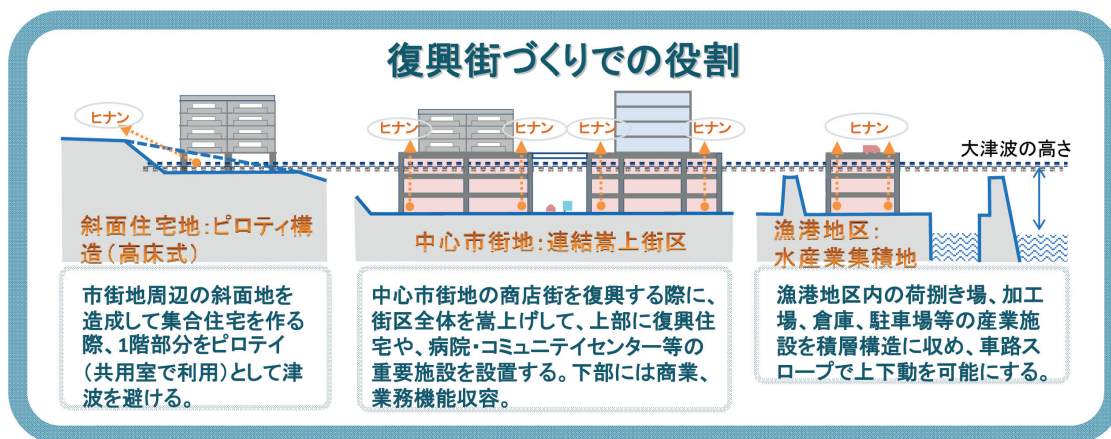 復興街づくりでの役割
ヒナン
ヒナン
ヒナン
ヒナン
ヒナン
ヒナン
大津波の高さ
斜面住宅地:ピロティ構
造(高床式)
中心市街地:連結嵩上街区
漁港地区:
水産業集積地
市街地周辺の斜面地を
造成して集合住宅を作る
際、1階部分をピロテイ
(共用室で利用)として津
波を避ける。
中心市街地の商店街を復興する際に、
街区全体を嵩上げして、上部に復興住
宅や、病院・コミュニテイセンター等の
重要施設を設置する。下部には商業、
業務機能収容。
漁港地区内の荷捌き場、加工
場、倉庫、駐車場等の産業施
設を積層構造に収め、車路ス
ロープで上下動を可能にする。